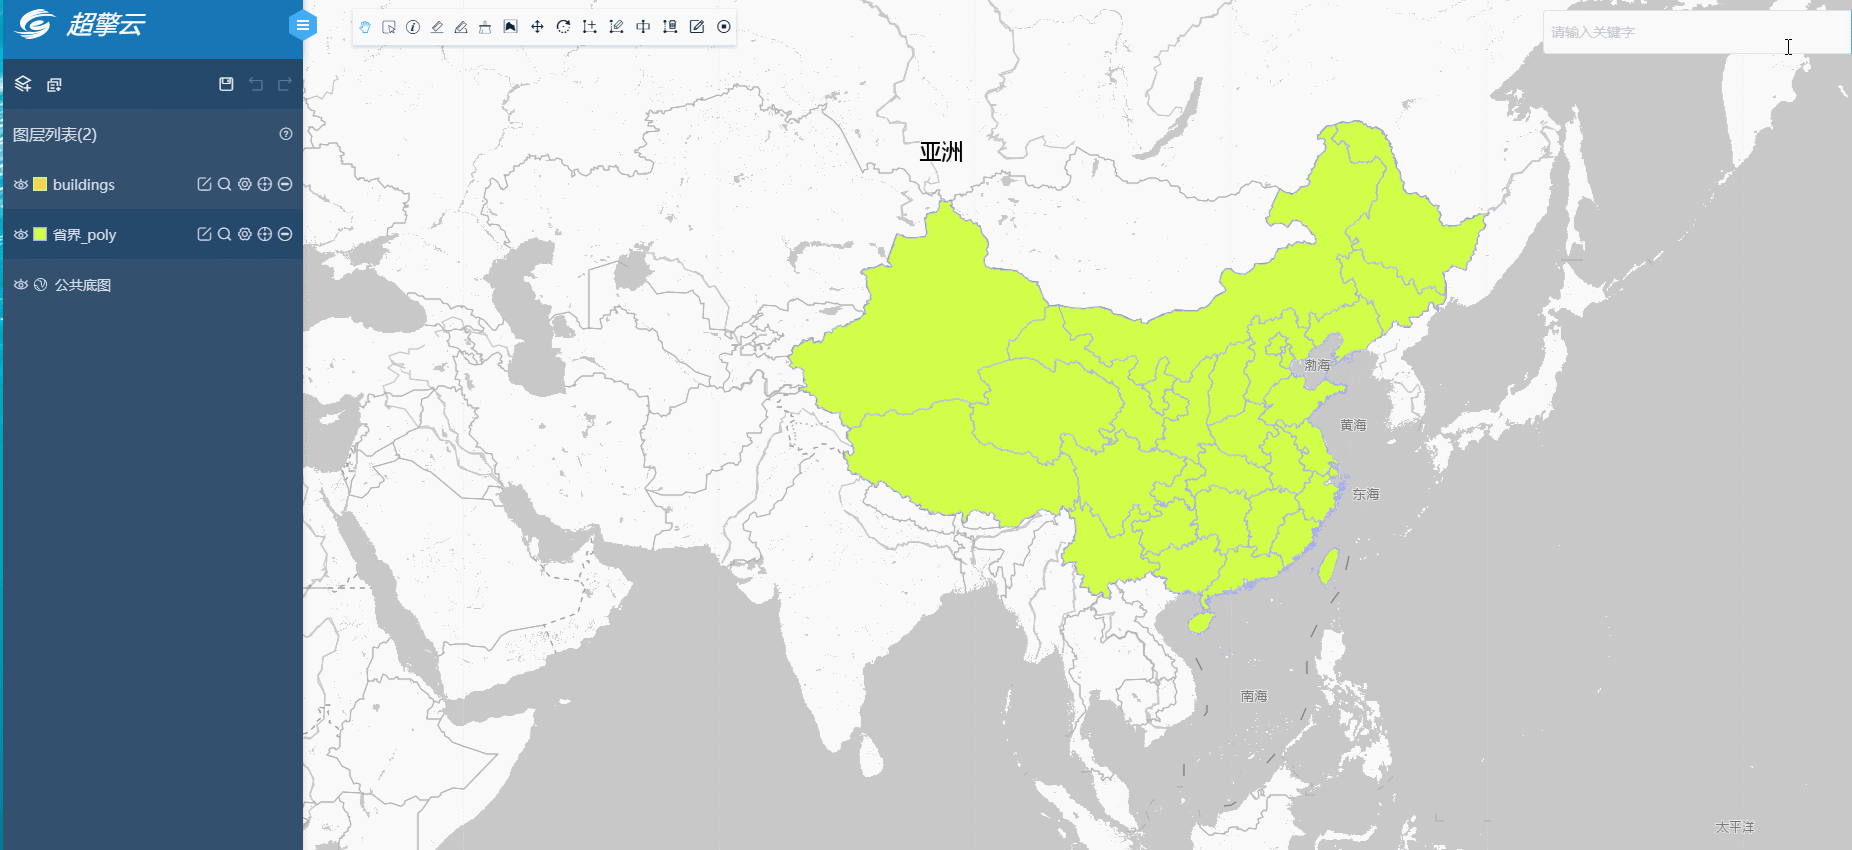 超擎云
请输入关键字
图层列表(2)
buildings
省界_poly
公共底图
亚洲
渤海
黄海
东海
南海
太平洋